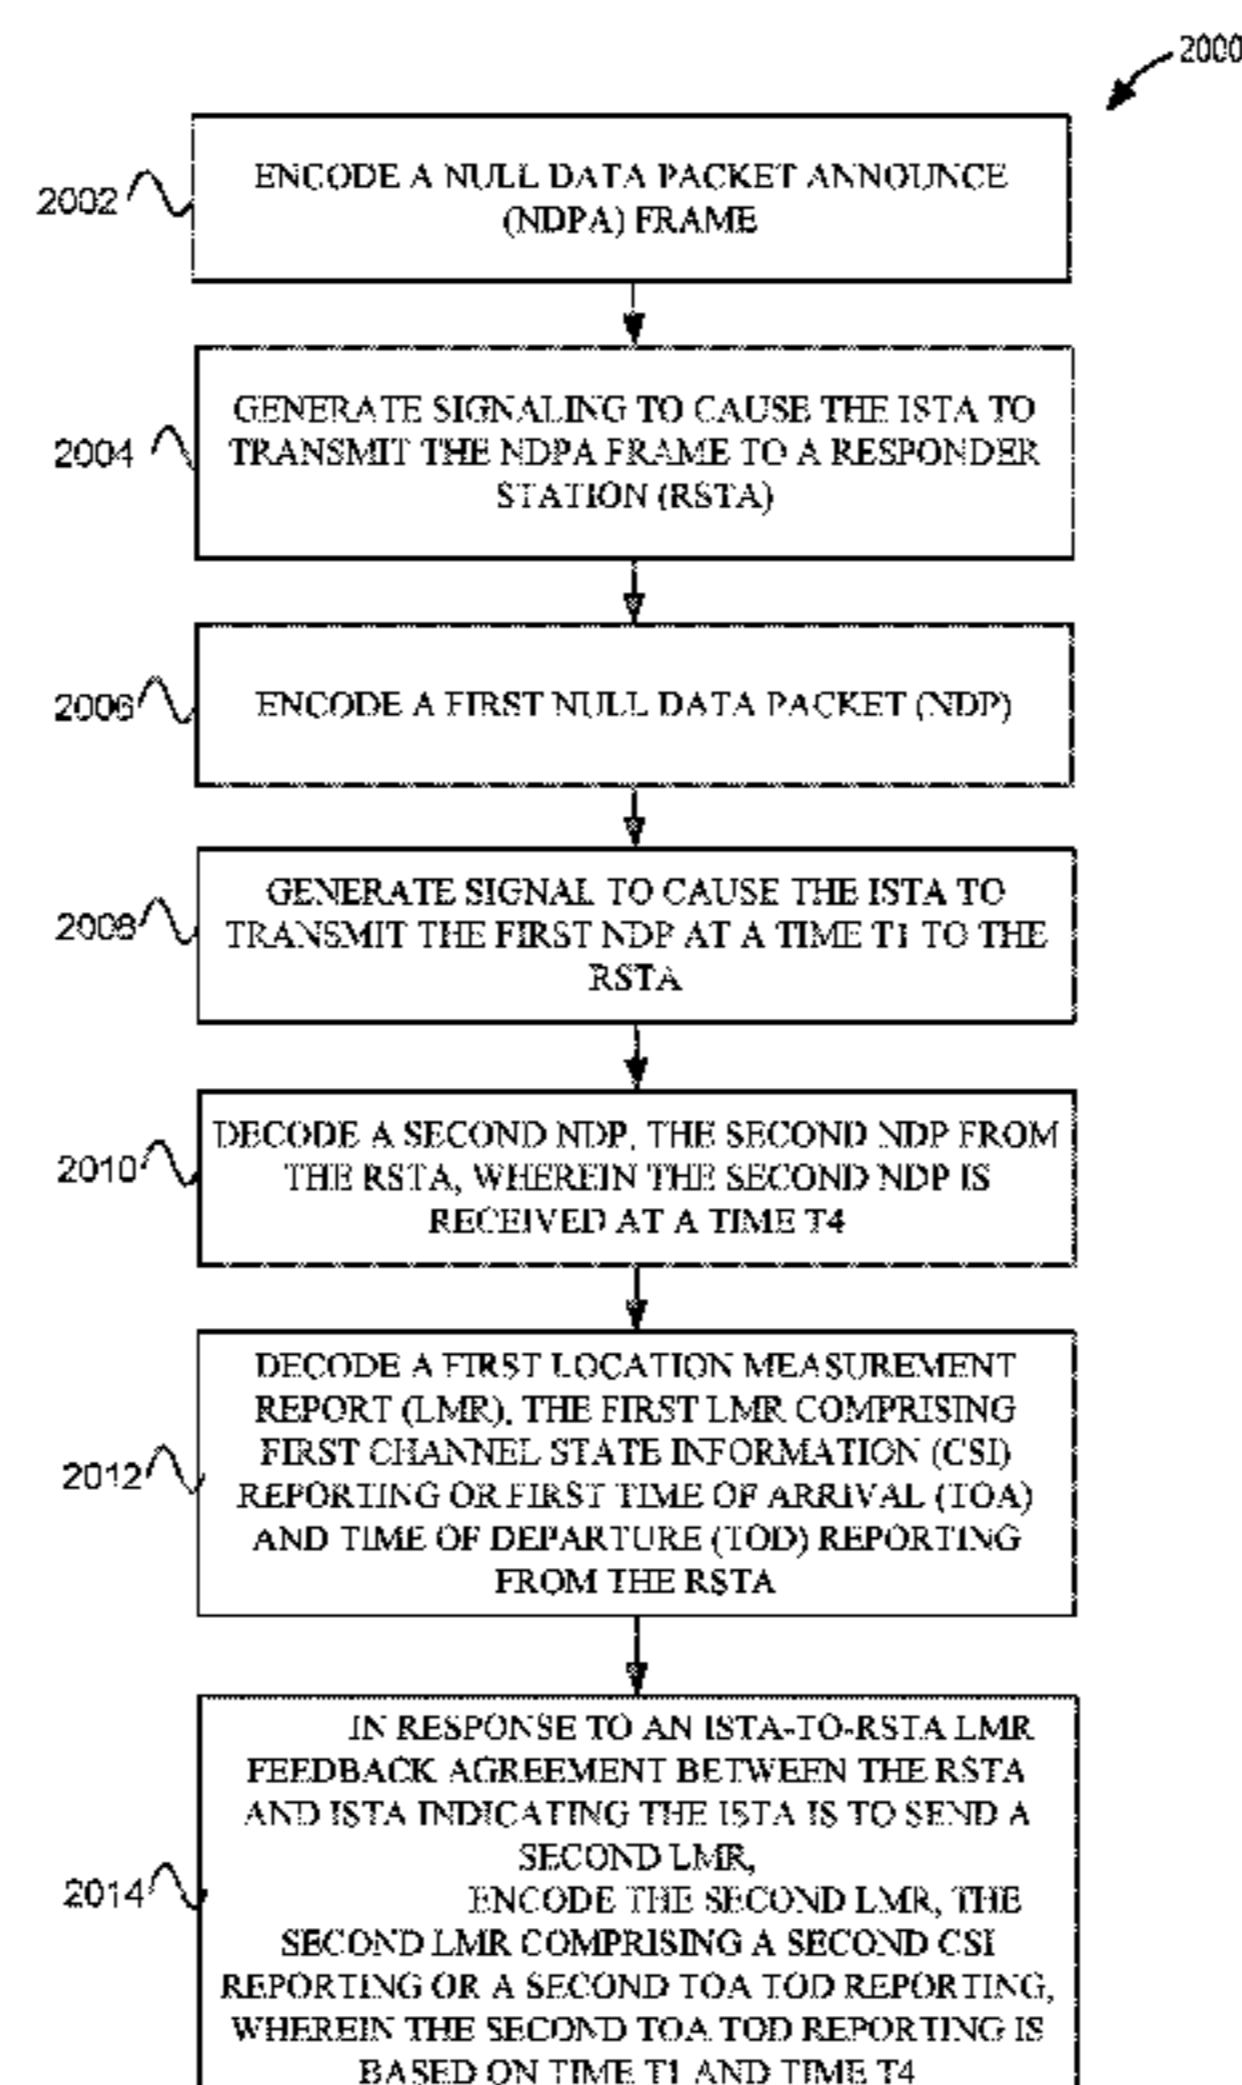 2000
2002
ENCODE A NULL DATA PACKET ANNOUNCE
(NDPA) FRAME
2004
GENERATE SIGNALING TO CAUSE THE ISTA TO
TRANSMIT THE NDPA FRAME TO A RESPONDER
STATION (RSTA)
2006
ENCODE A FIRST NULL DATA PACKET (NDP)
2008
GENERATE SIGNAL TO CAUSE THE ISTA TO
TRANSMIT THE FIRST NDP AT A TIME T1 TO THE
RSTA
2010
DECODE A SECOND NDP, THE SECOND NDP FROM
THE RSTA, WHEREIN THE SECOND NDP IS
RECEIVED AT A TIME T4
2012
DECODE A FIRST LOCATION MEASUREMENT
REPORT (LMR), THE FIRST LMR COMPRISING
FIRST CHANNEL STATE INFORMATION (CSI)
REPORTING OR FIRST TIME OF ARRIVAL (TOA)
AND TIME OF DEPARTURE (TOD) REPORTING
FROM THE RSTA
2014
IN RESPONSE TO AN ISTA-TO-RSTA LMR
FEEDBACK AGREEMENT BETWEEN THE RSTA
AND ISTA INDICATING THE ISTA IS TO SEND A
SECOND LMR,
ENCODE THE SECOND LMR, THE
SECOND LMR COMPRISING A SECOND CSI
REPORTING OR A SECOND TOA TOD REPORTING,
WHEREIN THE SECOND TOA TOD REPORTING IS
BASED ON TIME T1 AND TIME T4